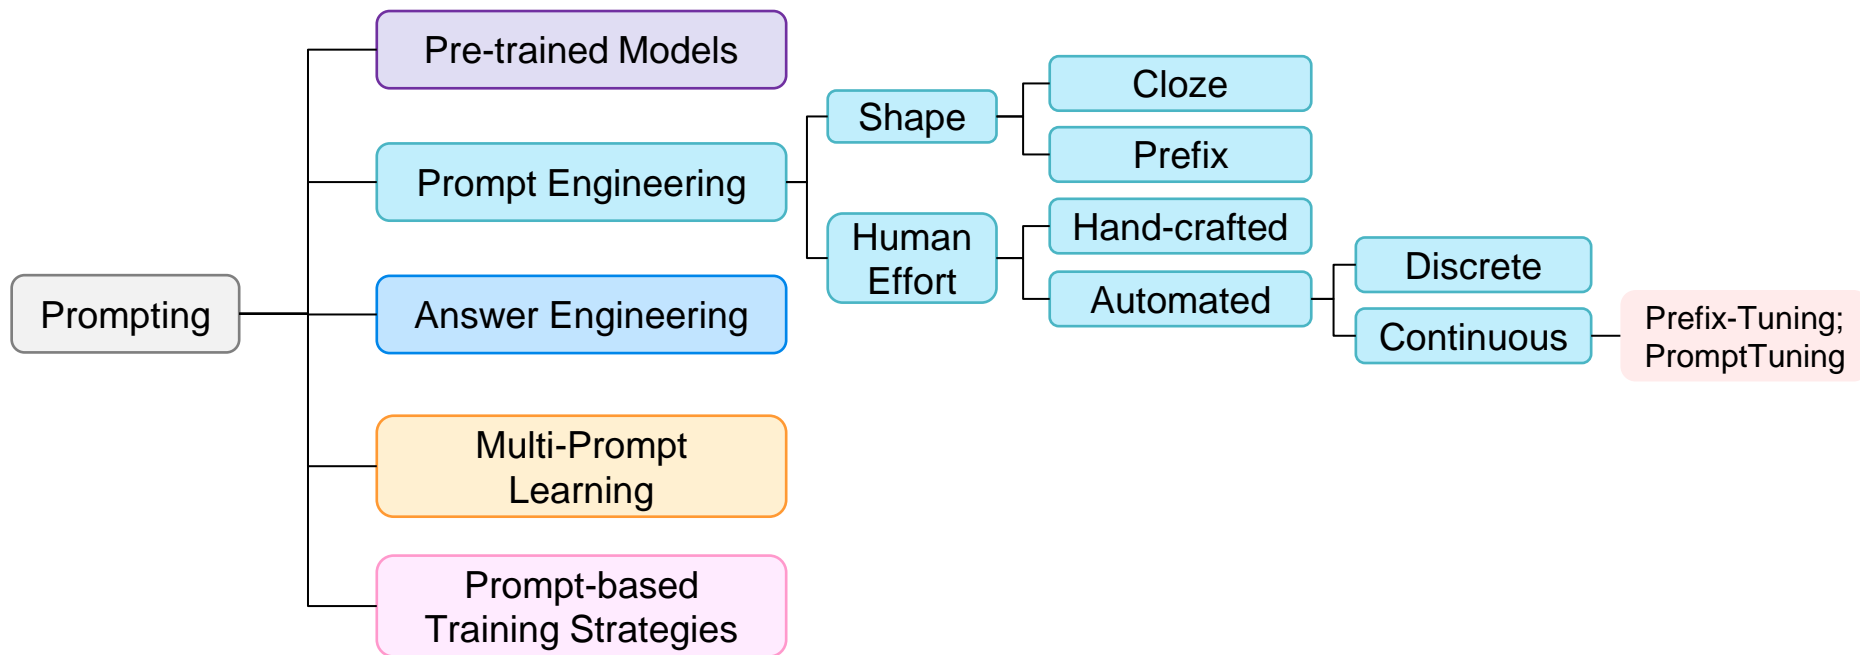 Prompting
Pre-trained Models
Prompt Engineering
Shape
Cloze
Prefix
Human
Effort
Hand-crafted
Automated
Discrete
Continuous
Prefix-Tuning;
PromptTuning
Answer Engineering
Multi-Prompt
Learning
Prompt-based
Training Strategies